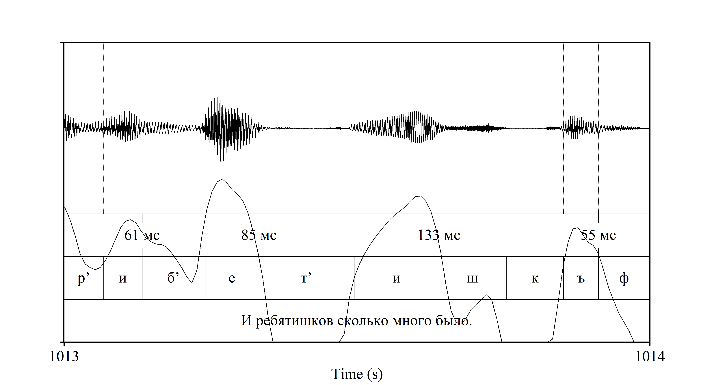 61 мс 85 мс 133 мс 55 мс
р’ и б’ е т’ и ш к ъ ф
И ребятишков сколько много было.
1013 1014
Time (s)